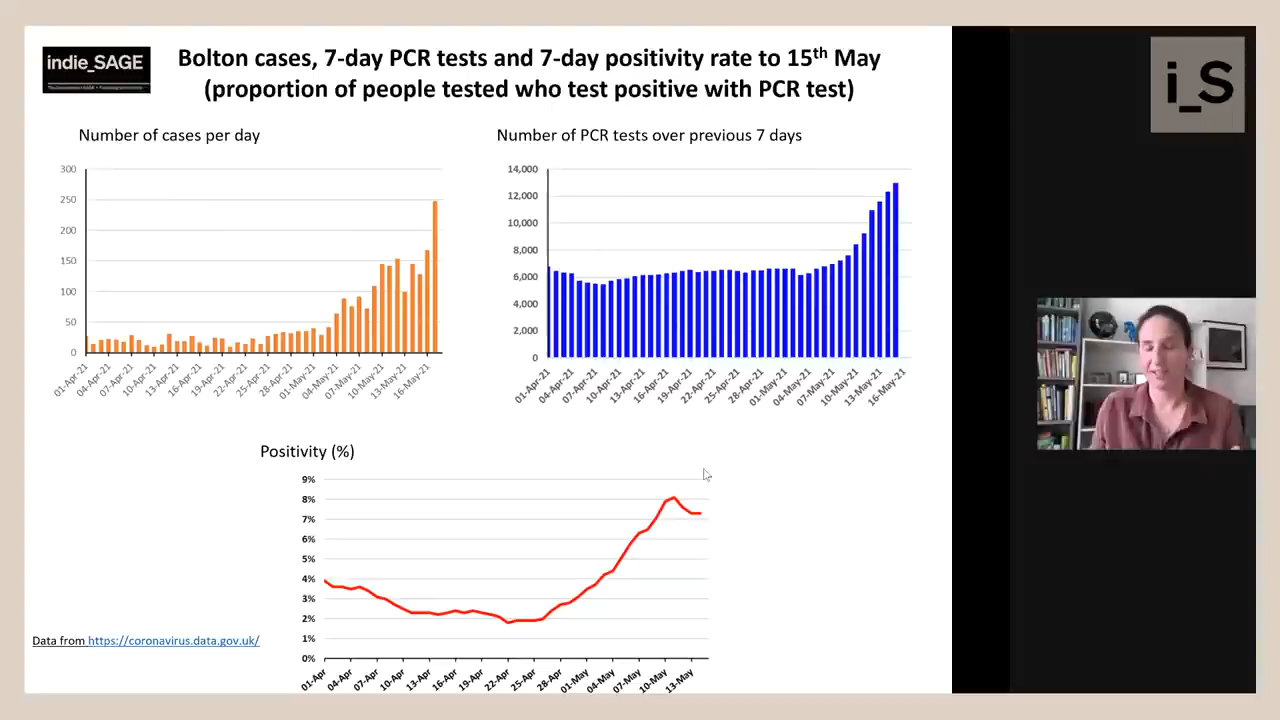 indie_SAGE
Bolton cases, 7-day PCR tests and 7-day positivity rate to 15th May
(proportion of people tested who test positive with PCR test)
i_S
Number of cases per day
300
250
200
150
100
50
0
01-Apr-21
04-Apr-21
07-Apr-21
10-Apr-21
13-Apr-21
16-Apr-21
19-Apr-21
22-Apr-21
25-Apr-21
28-Apr-21
01-May-21
04-May-21
07-May-21
10-May-21
13-May-21
16-May-21
Number of PCR tests over previous 7 days
14,000
12,000
10,000
8,000
6,000
4,000
2,000
0
01-Apr-21
04-Apr-21
07-Apr-21
10-Apr-21
13-Apr-21
16-Apr-21
19-Apr-21
22-Apr-21
25-Apr-21
28-Apr-21
01-May-21
04-May-21
07-May-21
10-May-21
13-May-21
16-May-21
Positivity (%)
9%
8%
7%
6%
5%
4%
3%
2%
1%
0%
01-Apr
04-Apr
07-Apr
10-Apr
13-Apr
16-Apr
19-Apr
22-Apr
25-Apr
28-Apr
01-May
04-May
07-May
10-May
13-May
Data from https://coronavirus.data.gov.uk/